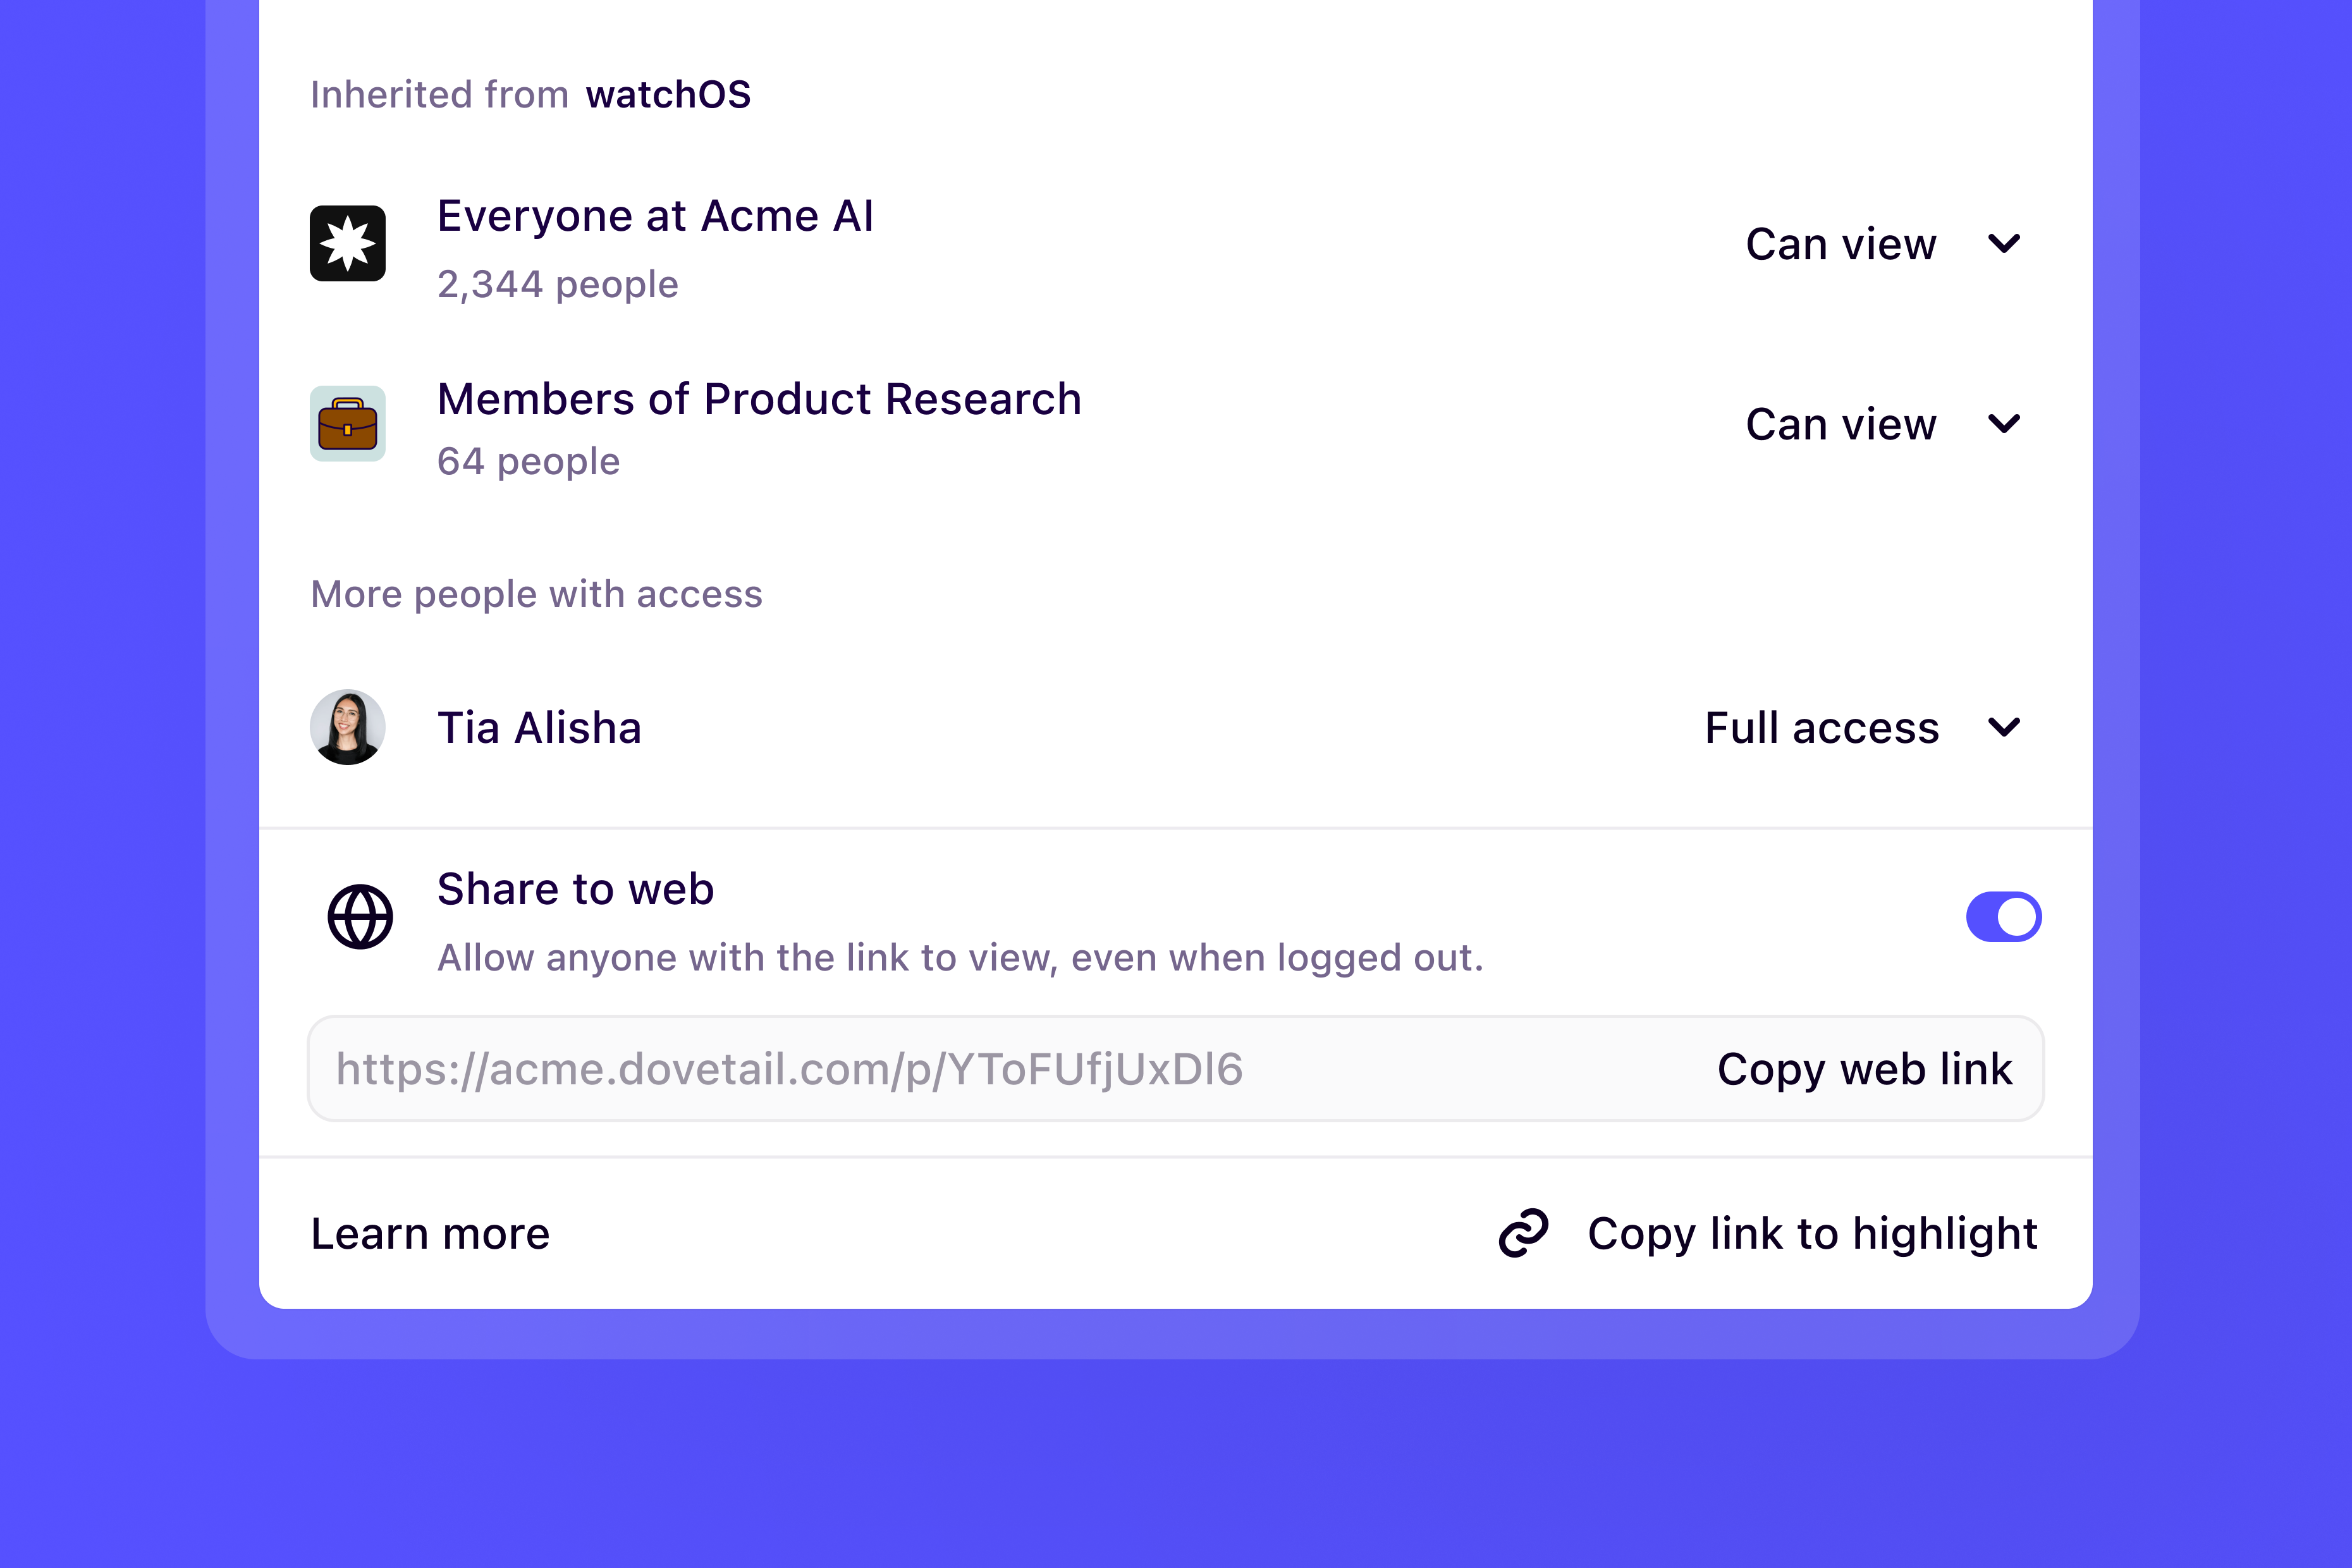 Inherited from watchOS
Everyone at Acme AI
2,344 people
Can view
Members of Product Research
64 people
Can view
More people with access
Tia Alisha
Full access
Share to web
Allow anyone with the link to view, even when logged out.
https://acme.dovetail.com/p/YToFUfjUxDl6
Copy web link
Learn more
Copy link to highlight